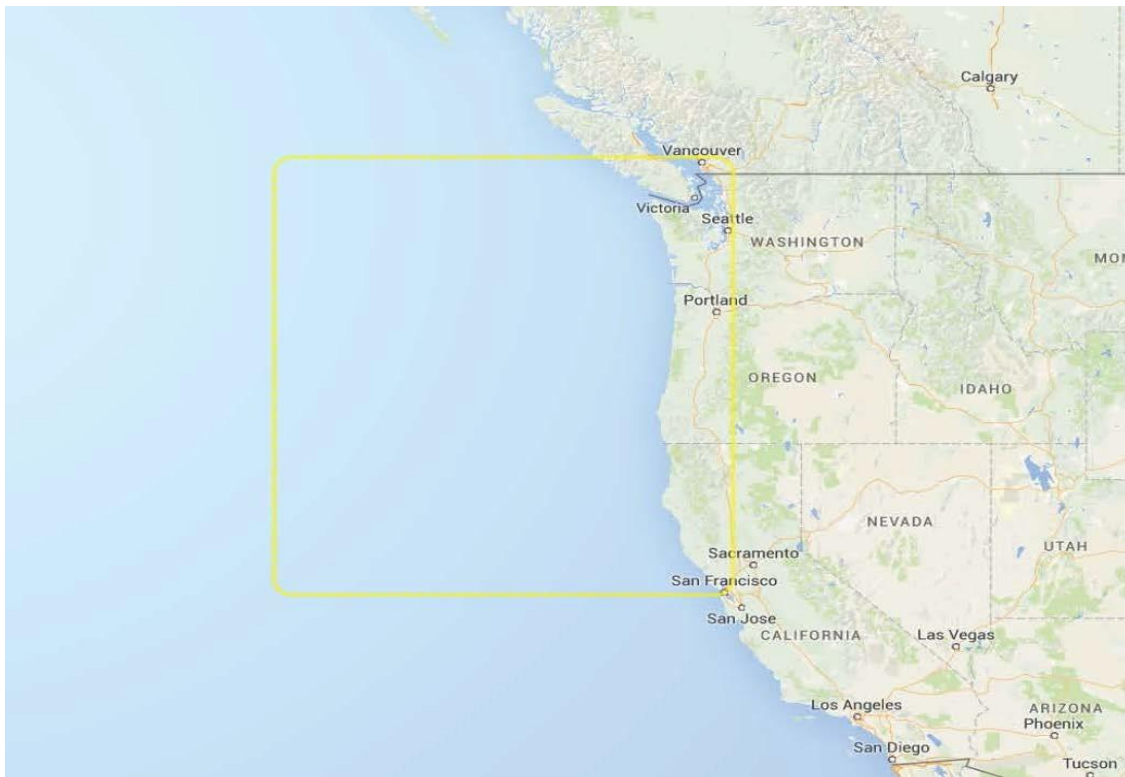 Calgary
Vancouver
Victoria
Seattle
WASHINGTON
MON
Portland
OREGON
IDAHO
NEVADA
UTAH
Sacramento
San Francisco
San Jose
CALIFORNIA
Las Vegas
Los Angeles
ARIZONA
Phoenix
San Diego
Tucson